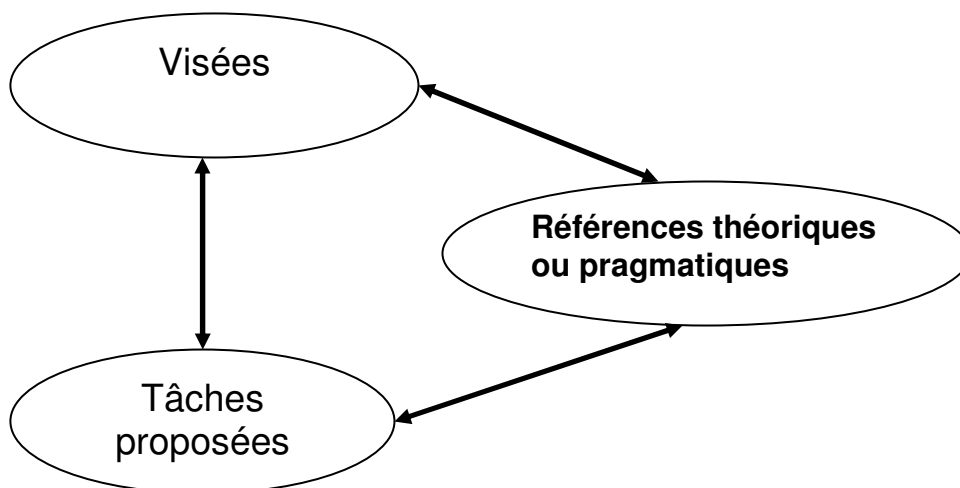 Visées
Références théoriques
ou pragmatiques
Tâches
proposées